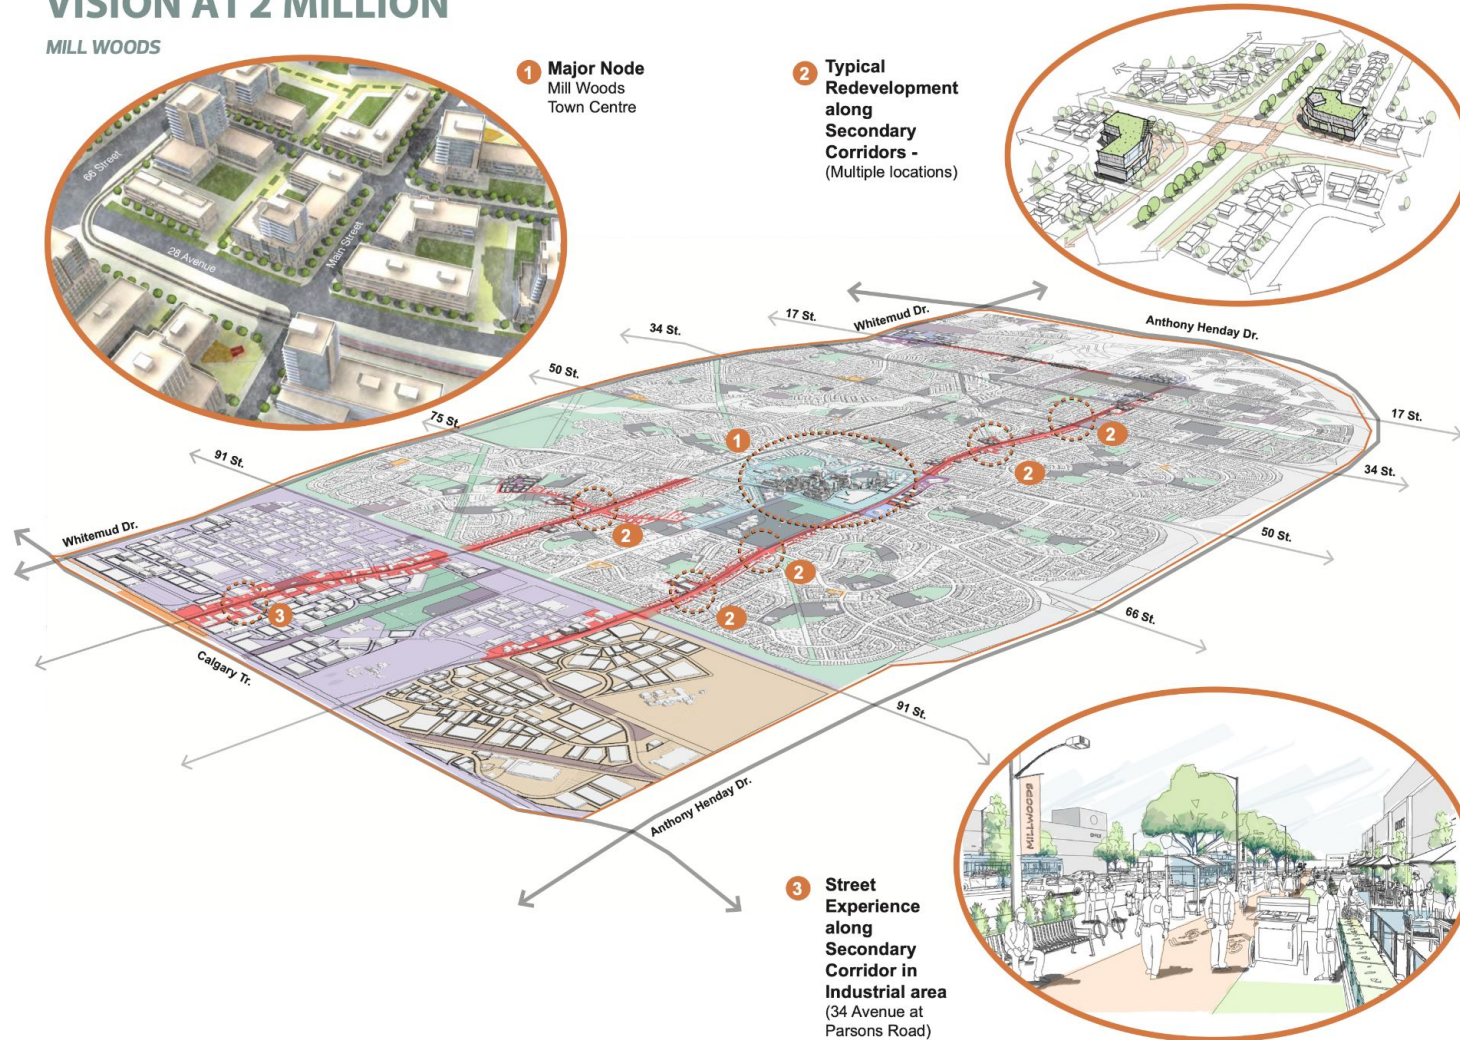 VISION AT 2 MILLION
MILL WOODS
1
Major Node
Mill Woods
Town Centre
2
Typical
Redevelopment
along
Secondary
Corridors -
(Multiple locations)
66 Street
28 Avenue
Main Street
Whitemud Dr.
Anthony Henday Dr.
17 St.
34 St.
50 St.
75 St.
91 St.
Whitemud Dr.
17 St.
34 St.
50 St.
66 St.
91 St.
Calgary Tr.
Anthony Henday Dr.
1
2
2
2
2
2
3
3
Street
Experience
along
Secondary
Corridor in
Industrial area
(34 Avenue at
Parsons Road)
MILLWOODS